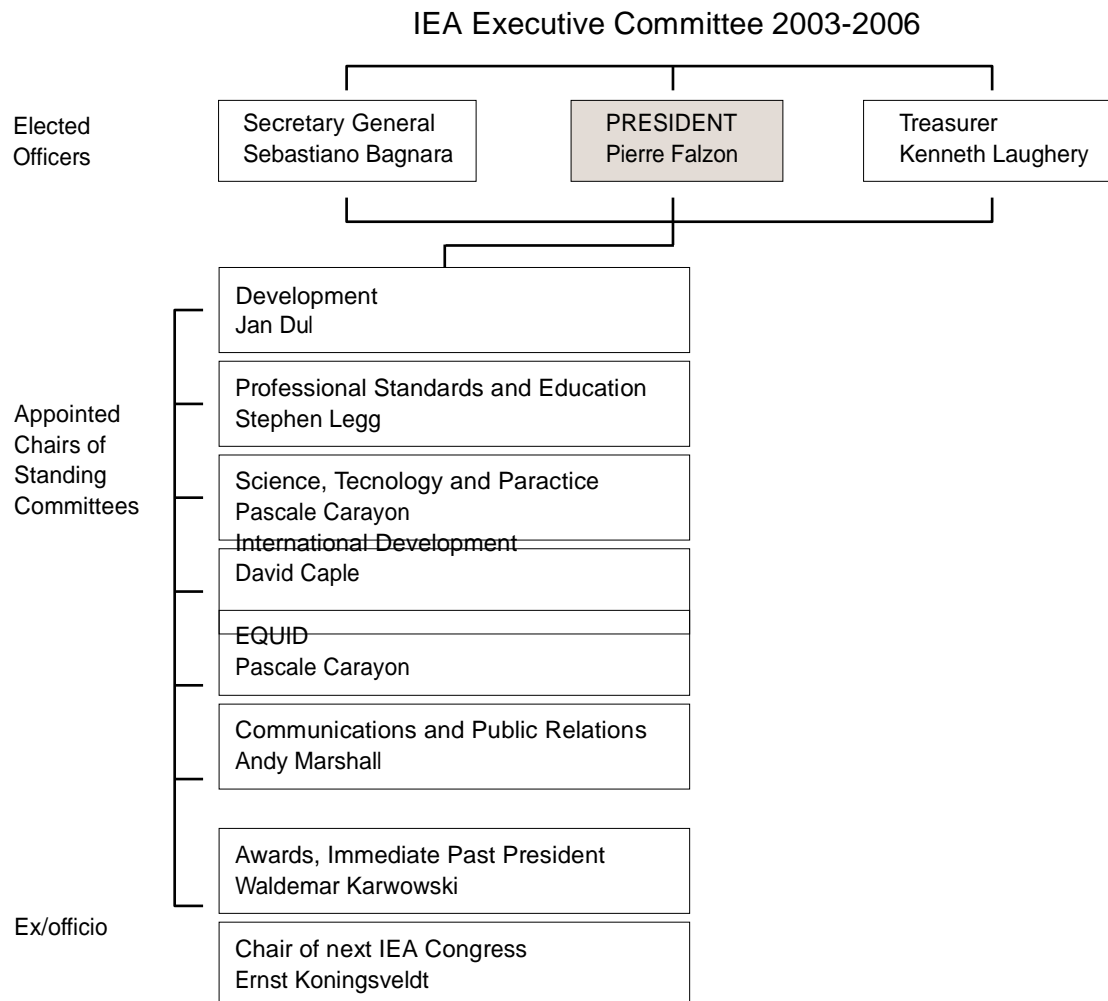 IEA Executive Committee 2003-2006
Elected
Officers
Secretary General
Sebastiano Bagnara
PRESIDENT
Pierre Falzon
Treasurer
Kenneth Laughery
Development
Jan Dul
Appointed
Chairs of
Standing
Committees
Professional Standards and Education
Stephen Legg
Science, Tecnology and Paractice
Pascale Carayon
International Development
David Caple
EQUID
Pascale Carayon
Communications and Public Relations
Andy Marshall
Ex/officio
Awards, Immediate Past President
Waldemar Karwowski
Chair of next IEA Congress
Ernst Koningsveldt